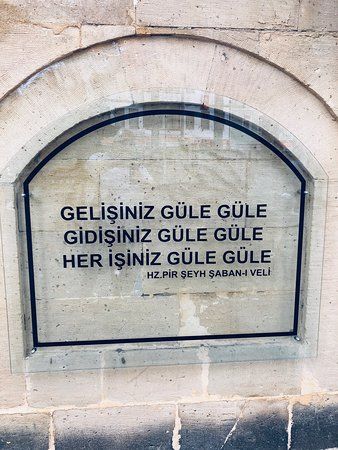 GELİŞİNİZ GÜLE GÜLE
GİDİŞİNİZ GÜLE GÜLE
HER İŞİNİZ GÜLE GÜLE
HZ.PİR ŞEYH ŞABAN-I VELİ